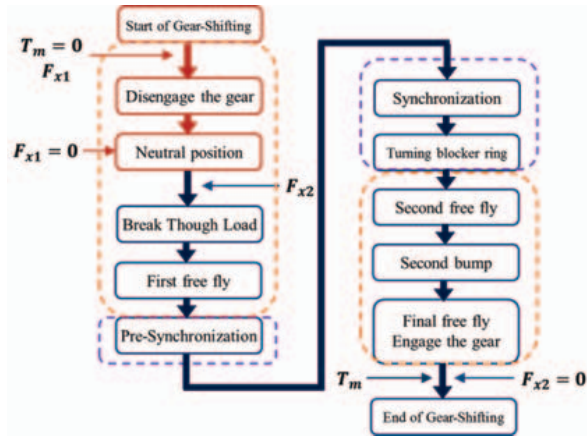 Start of Gear-Shifting
T_m = 0
F_x1
Disengage the gear
F_x1 = 0
Neutral position
F_x2
Break Though Load
First free fly
Pre-Synchronization
Synchronization
Turning blocker ring
Second free fly
Second bump
Final free fly
Engage the gear
T_m
F_x2 = 0
End of Gear-Shifting